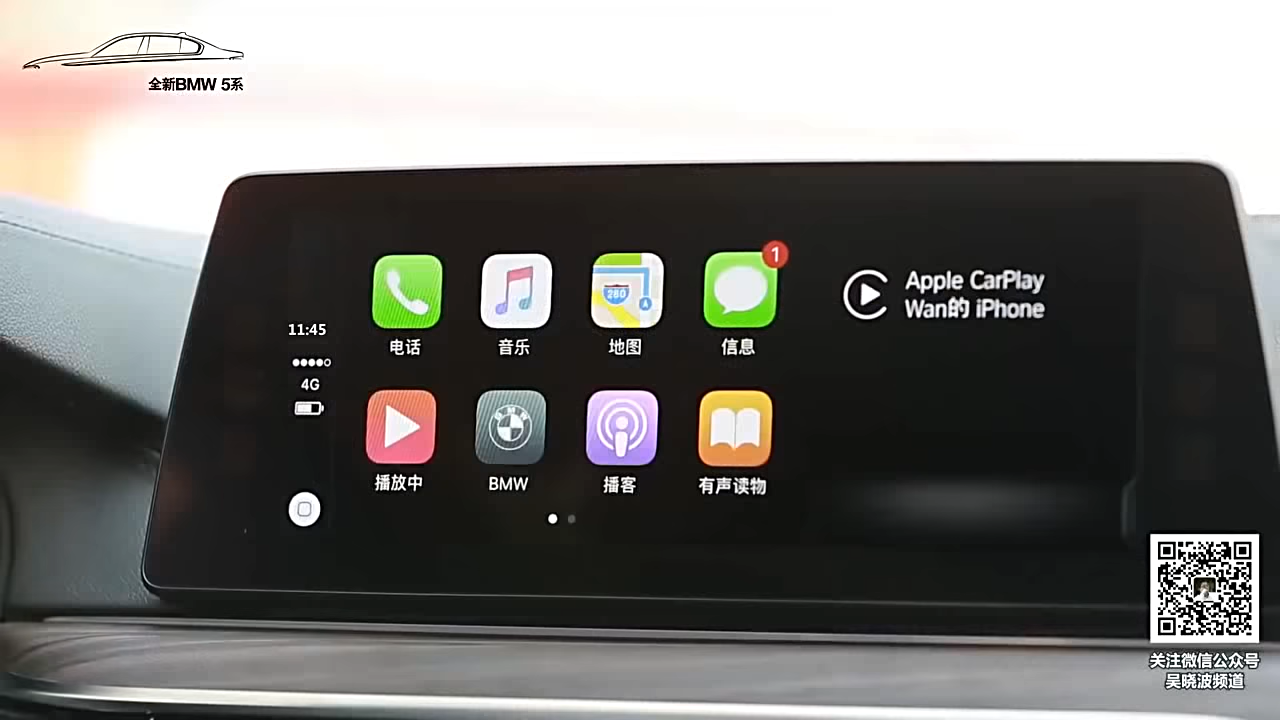 全新BMW 5系
11:45
4G
电话
音乐
280
A
地图
1
信息
Apple CarPlay
Wan的 iPhone
播放中
BMW
BMW
播客
有声读物
关注微信公众号
吴晓波频道